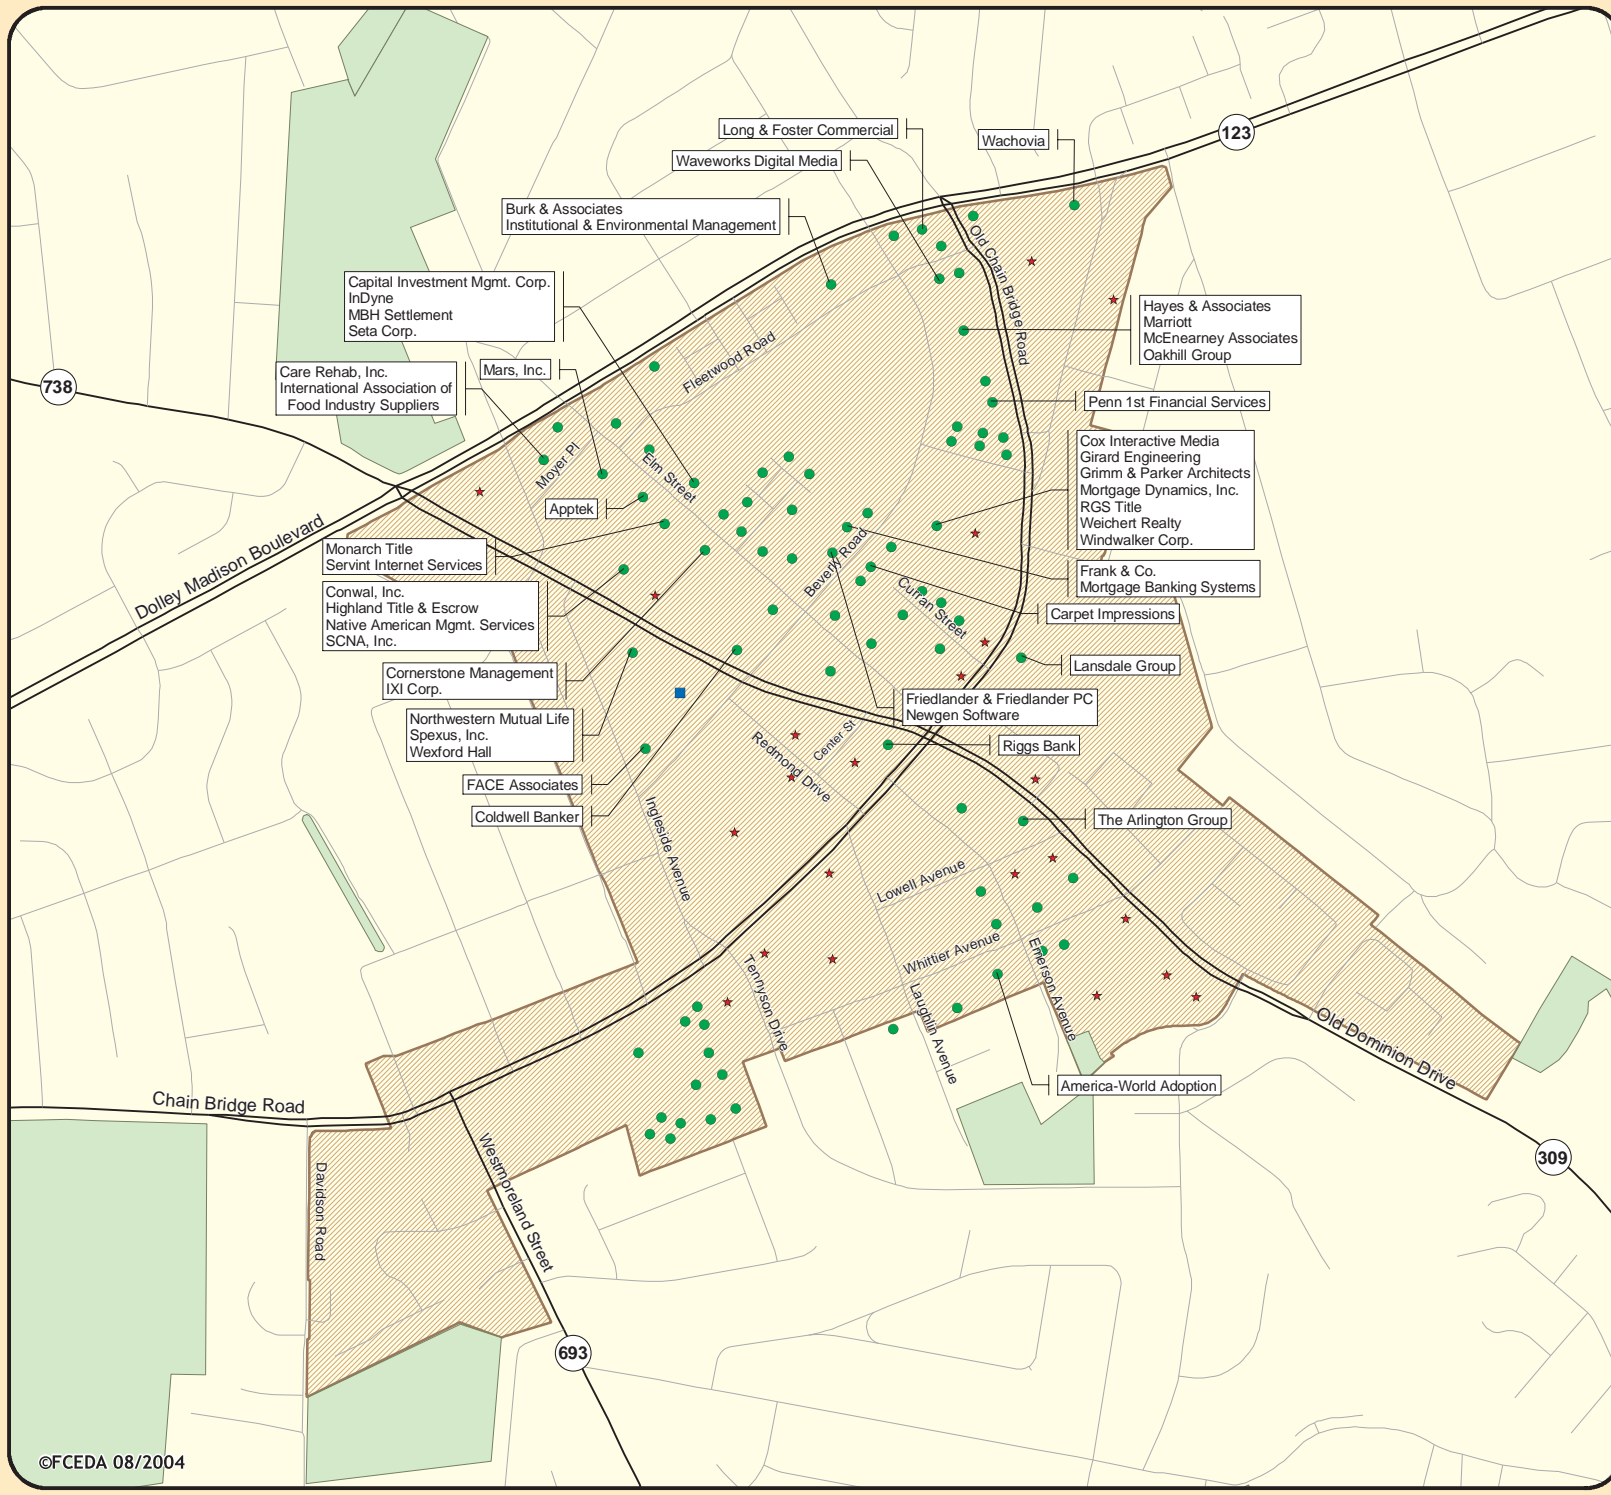 123
Long & Foster Commercial
Wachovia
Waveworks Digital Media
Burk & Associates
Institutional & Environmental Management
Old Chain Bridge Road
Capital Investment Mgmt. Corp.
InDyne
MBH Settlement
Seta Corp.
Hayes & Associates
Marriott
McEnearney Associates
Oakhill Group
Fleetwood Road
Care Rehab, Inc.
International Association of
Food Industry Suppliers
Mars, Inc.
738
Penn 1st Financial Services
Moyer Pl
Elm Street
Cox Interactive Media
Girard Engineering
Grimm & Parker Architects
Mortgage Dynamics, Inc.
RGS Title
Weichert Realty
Windwalker Corp.
Apptek
Dolley Madison Boulevard
Monarch Title
Servint Internet Services
Beverly Road
Frank & Co.
Mortgage Banking Systems
Conwal, Inc.
Highland Title & Escrow
Native American Mgmt. Services
SCNA, Inc.
Curran Street
Carpet Impressions
Lansdale Group
Cornerstone Management
IXI Corp.
Friedlander & Friedlander PC
Newgen Software
Northwestern Mutual Life
Spexus, Inc.
Wexford Hall
Redmond Drive
Center St
Riggs Bank
FACE Associates
Coldwell Banker
Ingleside Avenue
The Arlington Group
Lowell Avenue
Whittier Avenue
Emerson Avenue
Tennyson Drive
Laughlin Avenue
Old Dominion Drive
America-World Adoption
Chain Bridge Road
Westmoreland Street
Davidson Road
309
693
©FCEDA 08/2004